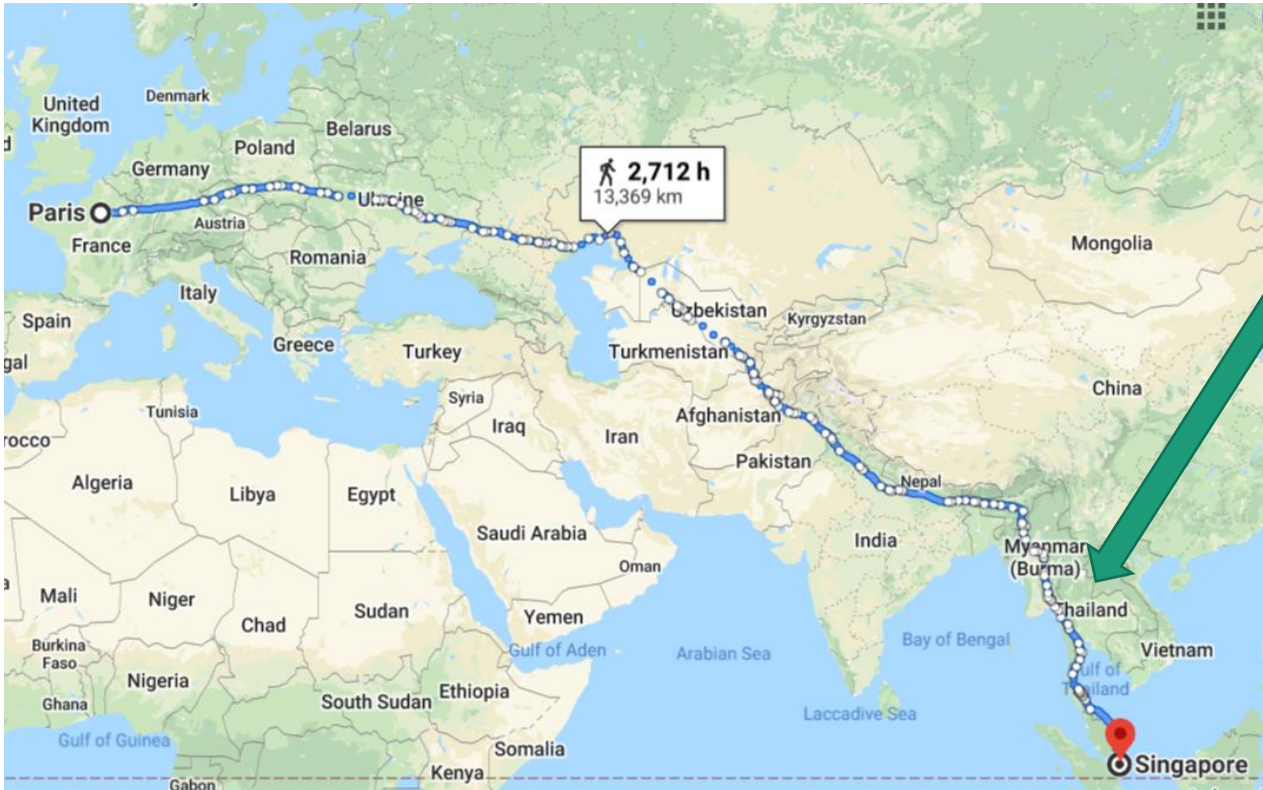 United
Kingdom
Denmark
Belarus
Poland
Germany
2,712 h
13,369 km
Ukraine
Paris
Austria
France
Mongolia
Romania
Italy
Uzbekistan
Kyrgyzstan
Spain
Greece
Turkey
Turkmenistan
gal
China
Syria
Tunisia
Afghanistan
Iraq
Iran
rocco
Pakistan
Nepal
Algeria
Libya
Egypt
Saudi Arabia
India
Myanmar
(Burma)
Oman
Mali
Niger
Sudan
Yemen
Thailand
Chad
Burkina
Faso
Gulf of Aden
Arabian Sea
Bay of Bengal
Vietnam
Nigeria
Ethiopia
Gulf of
Thailand
Ghana
South Sudan
Laccadive Sea
Gulf of Guinea
Somalia
Singapore
Kenya
Gabon